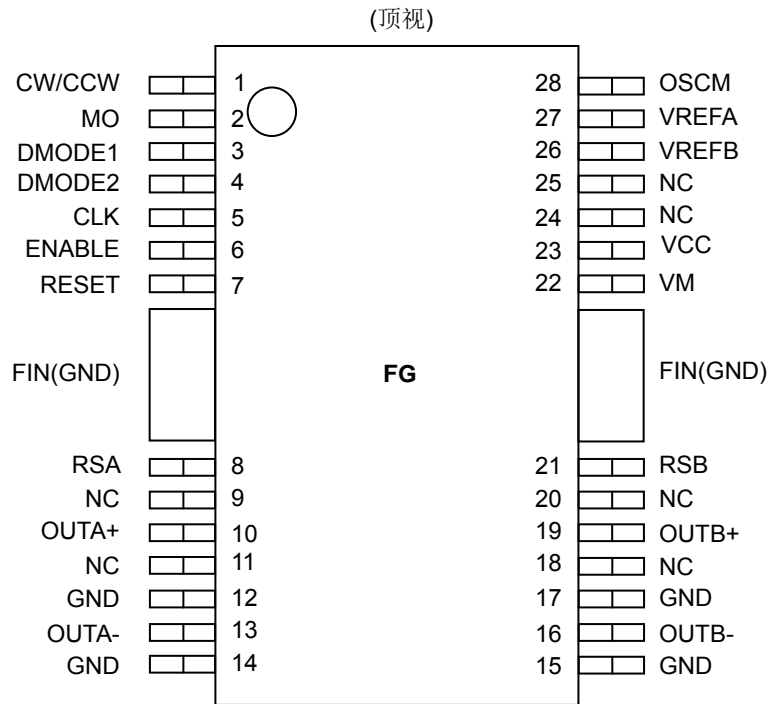 (顶视)
CW/CCW 1 28 OSCM
MO 2 27 VREFA
DMODE1 3 26 VREFB
DMODE2 4 25 NC
CLK 5 24 NC
ENABLE 6 23 VCC
RESET 7 22 VM
FIN(GND) FG FIN(GND)
RSA 8 21 RSB
NC 9 20 NC
OUTA+ 10 19 OUTB+
NC 11 18 NC
GND 12 17 GND
OUTA- 13 16 OUTB-
GND 14 15 GND